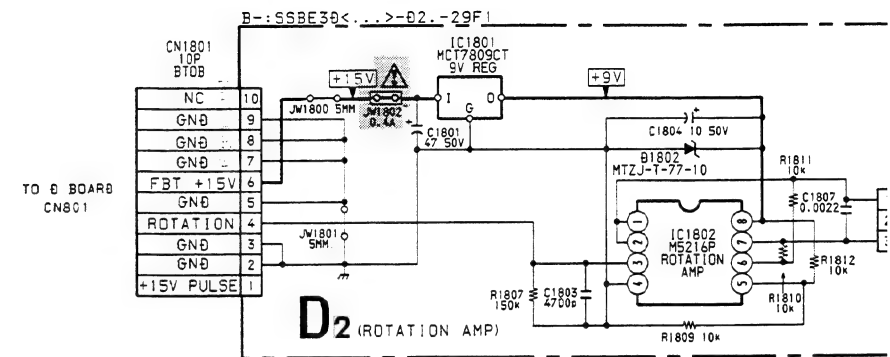 B-:SSBE3D<...>-D2.-29F1
CN1801
10P
BTOB
NC 10
GND 9
GND 8
GND 7
FBT +15V 6
GND 5
ROTATION 4
GND 3
GND 2
+15V PULSE 1
TO D BOARD
CN801
JW1800 5MM
+15V
JW1802
0.4A
IC1801
MCT7809CT
9V REG
I
O
G
+
C1801
47 50V
+9V
+
C1804 10 50V
D1802
MTZJ-T-77-10
R1811
10k
C1807
0.0022
JW1801
5MM
1
2
3
4
8
7
6
5
IC1802
M5216P
ROTATION
AMP
1
2
3
R1812
10k
R1810
10k
R1807
150k
C1803
4700p
R1809 10k
D2 (ROTATION AMP)